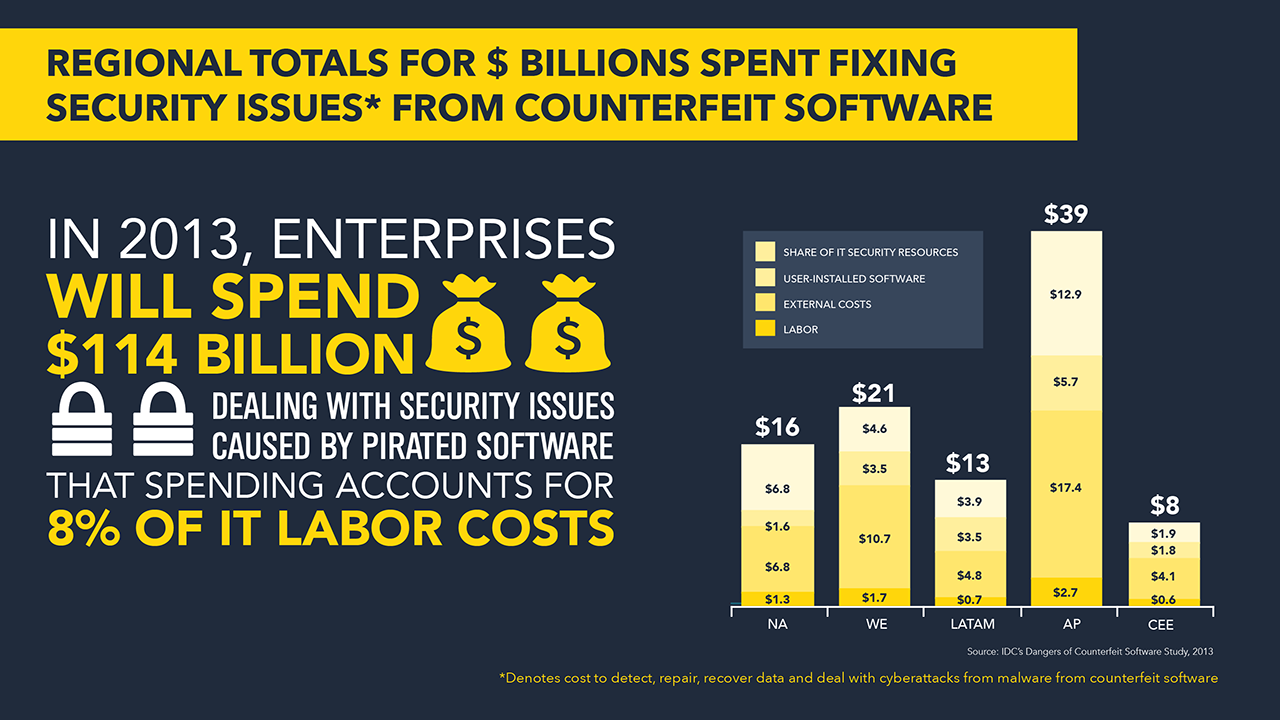 REGIONAL TOTALS FOR $ BILLIONS SPENT FIXING
SECURITY ISSUES* FROM COUNTERFEIT SOFTWARE
IN 2013, ENTERPRISES
WILL SPEND
$114 BILLION
$ $
DEALING WITH SECURITY ISSUES
CAUSED BY PIRATED SOFTWARE
THAT SPENDING ACCOUNTS FOR
8% OF IT LABOR COSTS
SHARE OF IT SECURITY RESOURCES
USER-INSTALLED SOFTWARE
EXTERNAL COSTS
LABOR
$16
$6.8
$1.6
$6.8
$1.3
NA
$21
$4.6
$3.5
$10.7
$1.7
WE
$13
$3.9
$3.5
$4.8
$0.7
LATAM
$39
$12.9
$5.7
$17.4
$2.7
AP
$8
$1.9
$1.8
$4.1
$0.6
CEE
Source: IDC's Dangers of Counterfeit Software Study, 2013
*Denotes cost to detect, repair, recover data and deal with cyberattacks from malware from counterfeit software